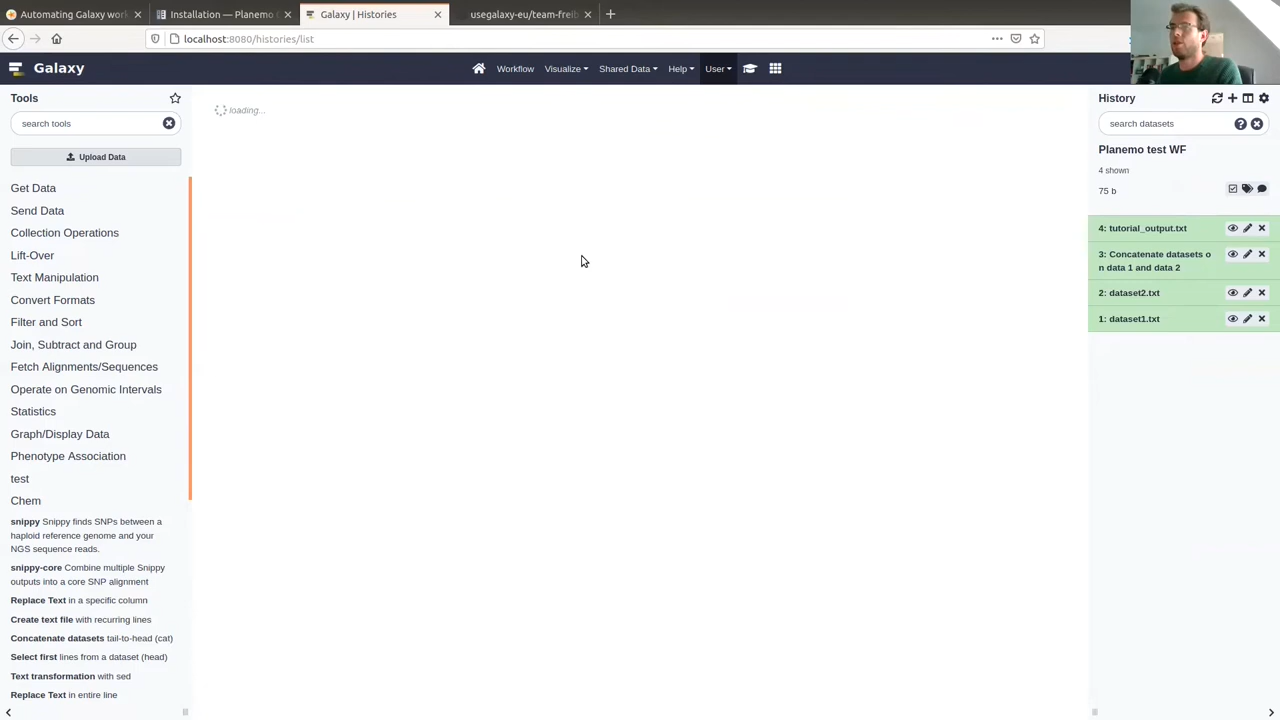 Automating Galaxy wor
Installation — Planemo
Galaxy | Histories
usegalaxy-eu/team-freib
localhost:8080/histories/list
Galaxy
Workflow
Visualize
Shared Data
Help
User
Tools
search tools
Upload Data
Get Data
Send Data
Collection Operations
Lift-Over
Text Manipulation
Convert Formats
Filter and Sort
Join, Subtract and Group
Fetch Alignments/Sequences
Operate on Genomic Intervals
Statistics
Graph/Display Data
Phenotype Association
test
Chem
snippy Snippy finds SNPs between a
haploid reference genome and your
NGS sequence reads.
snippy-core Combine multiple Snippy
outputs into a core SNP alignment
Replace Text in a specific column
Create text file with recurring lines
Concatenate datasets tail-to-head (cat)
Select first lines from a dataset (head)
Text transformation with sed
Replace Text in entire line
loading...
History
search datasets
Planemo test WF
4 shown
75 b
4: tutorial_output.txt
3: Concatenate datasets o
n data 1 and data 2
2: dataset2.txt
1: dataset1.txt